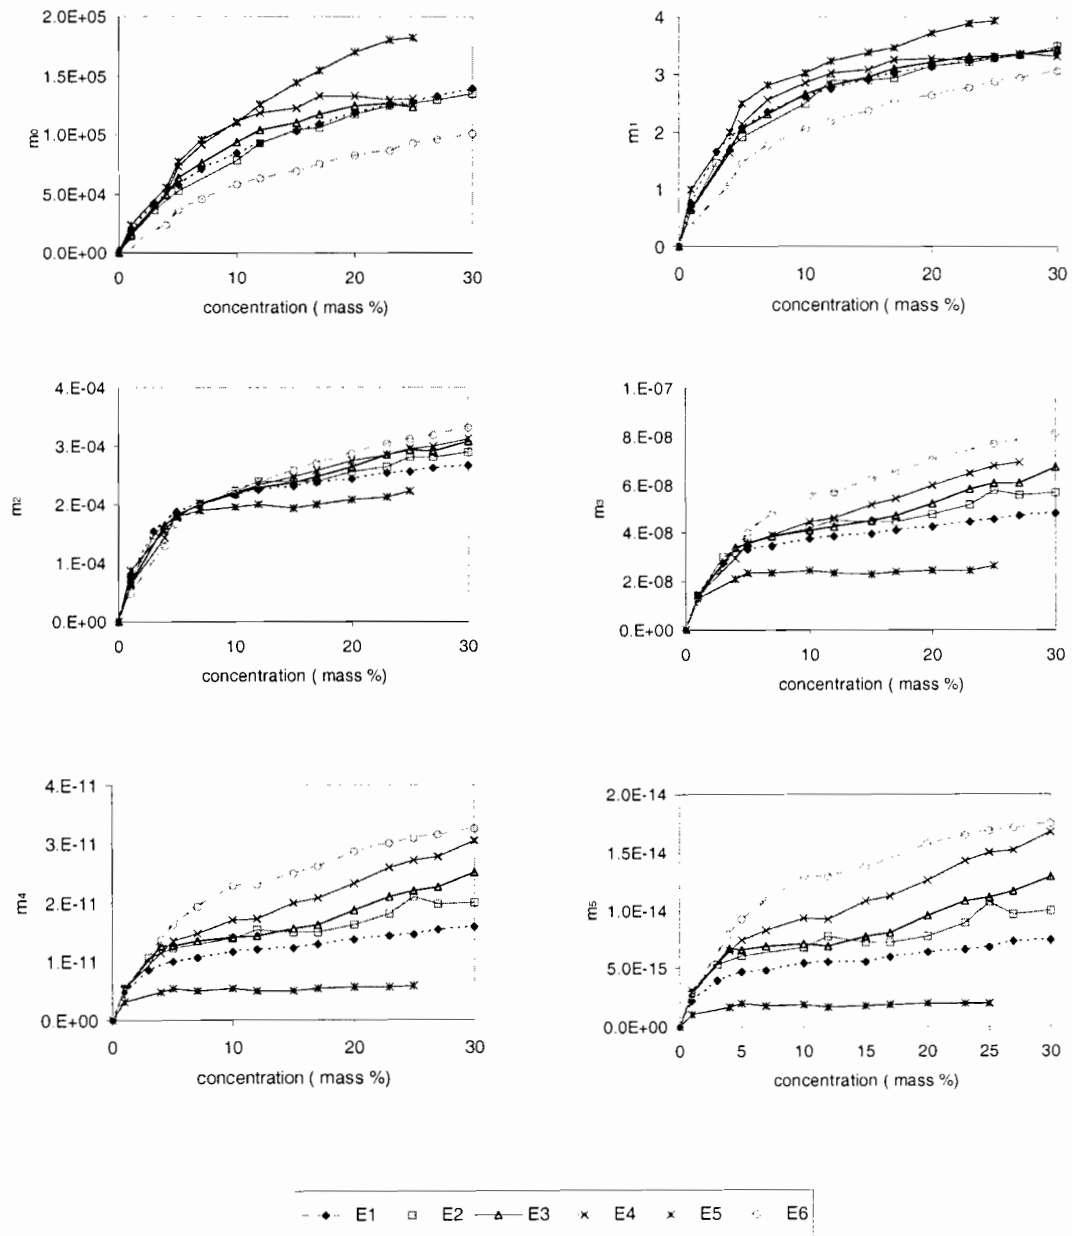 2.0E+05
1.5E+05
1.0E+05
5.0E+04
0.0E+00
m0
0 10 20 30
concentration ( mass %)
4
3
2
1
0
m1
0 10 20 30
concentration ( mass %)
4.E-04
3.E-04
2.E-04
1.E-04
0.E+00
m2
0 10 20 30
concentration ( mass %)
1.E-07
8.E-08
6.E-08
4.E-08
2.E-08
0.E+00
m3
0 10 20 30
concentration ( mass %)
4.E-11
3.E-11
2.E-11
1.E-11
0.E+00
m4
0 10 20 30
concentration ( mass %)
2.0E-14
1.5E-14
1.0E-14
5.0E-15
0.0E+00
m5
0 5 10 15 20 25 30
concentration ( mass %)
E1 E2 E3 E4 E5 E6